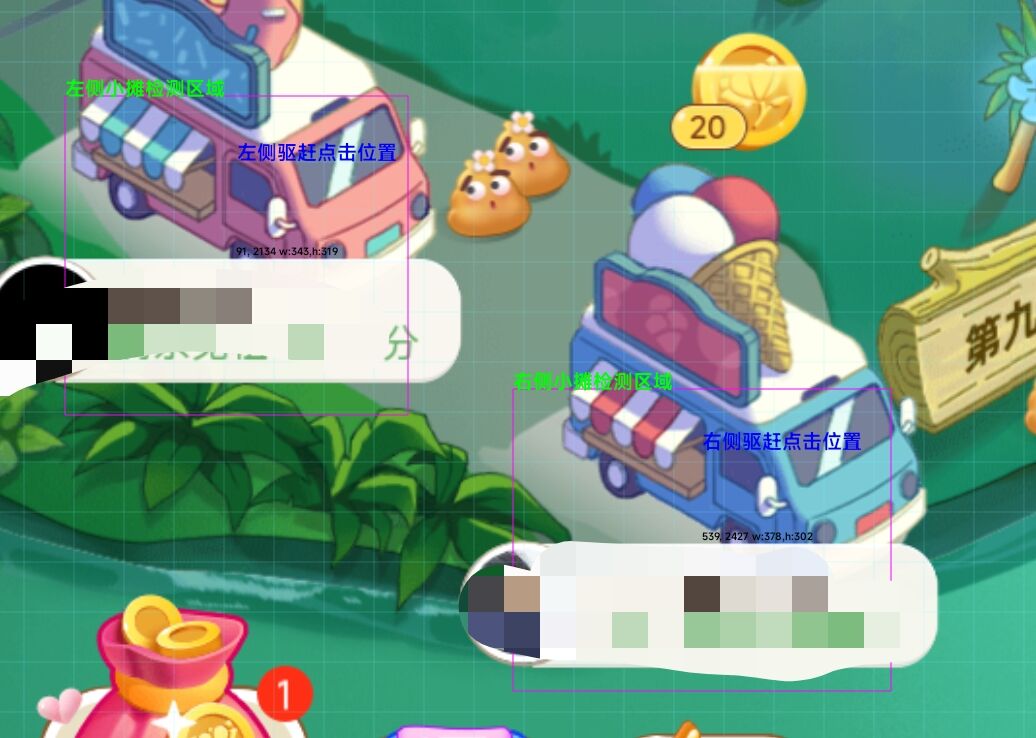 左侧小摊检测区域
20
左侧驱赶点击位置
91, 2134 w:343,h:319
第九
分
右侧小摊检测区域
右侧驱赶点击位置
539, 2427 w:378,h:302
1